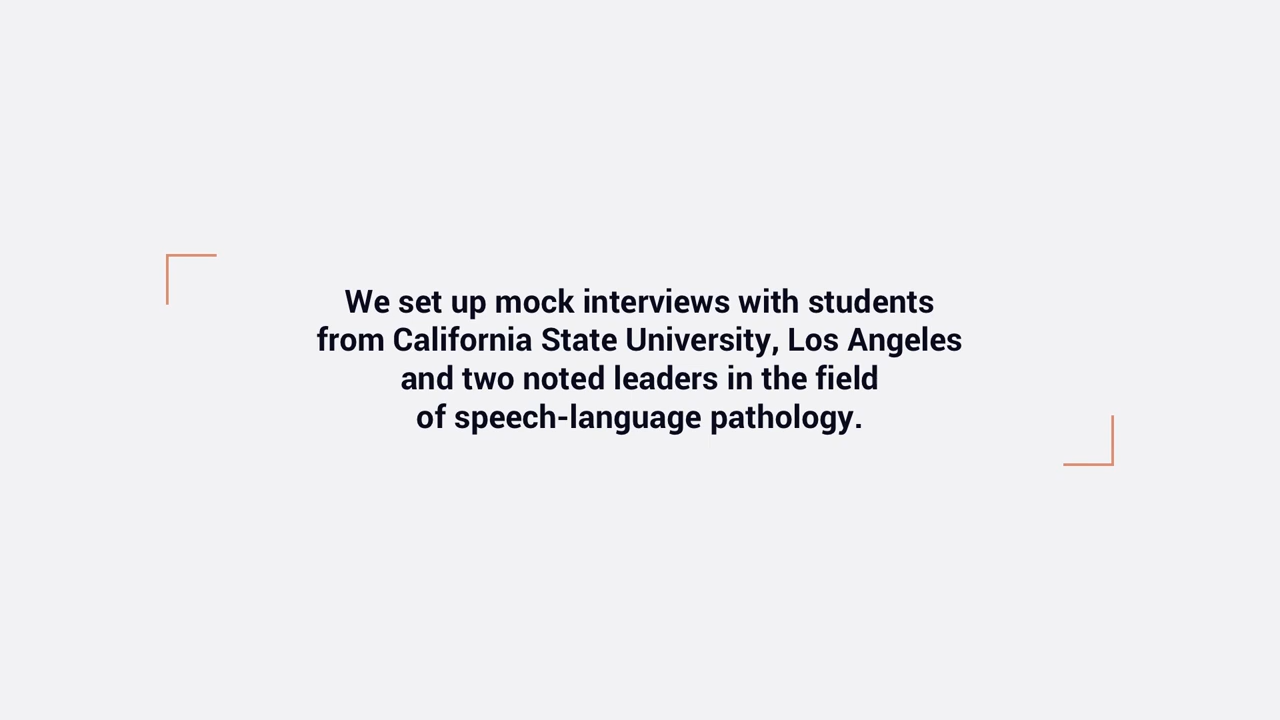 We set up mock interviews with students
from California State University, Los Angeles
and two noted leaders in the field
of speech-language pathology.